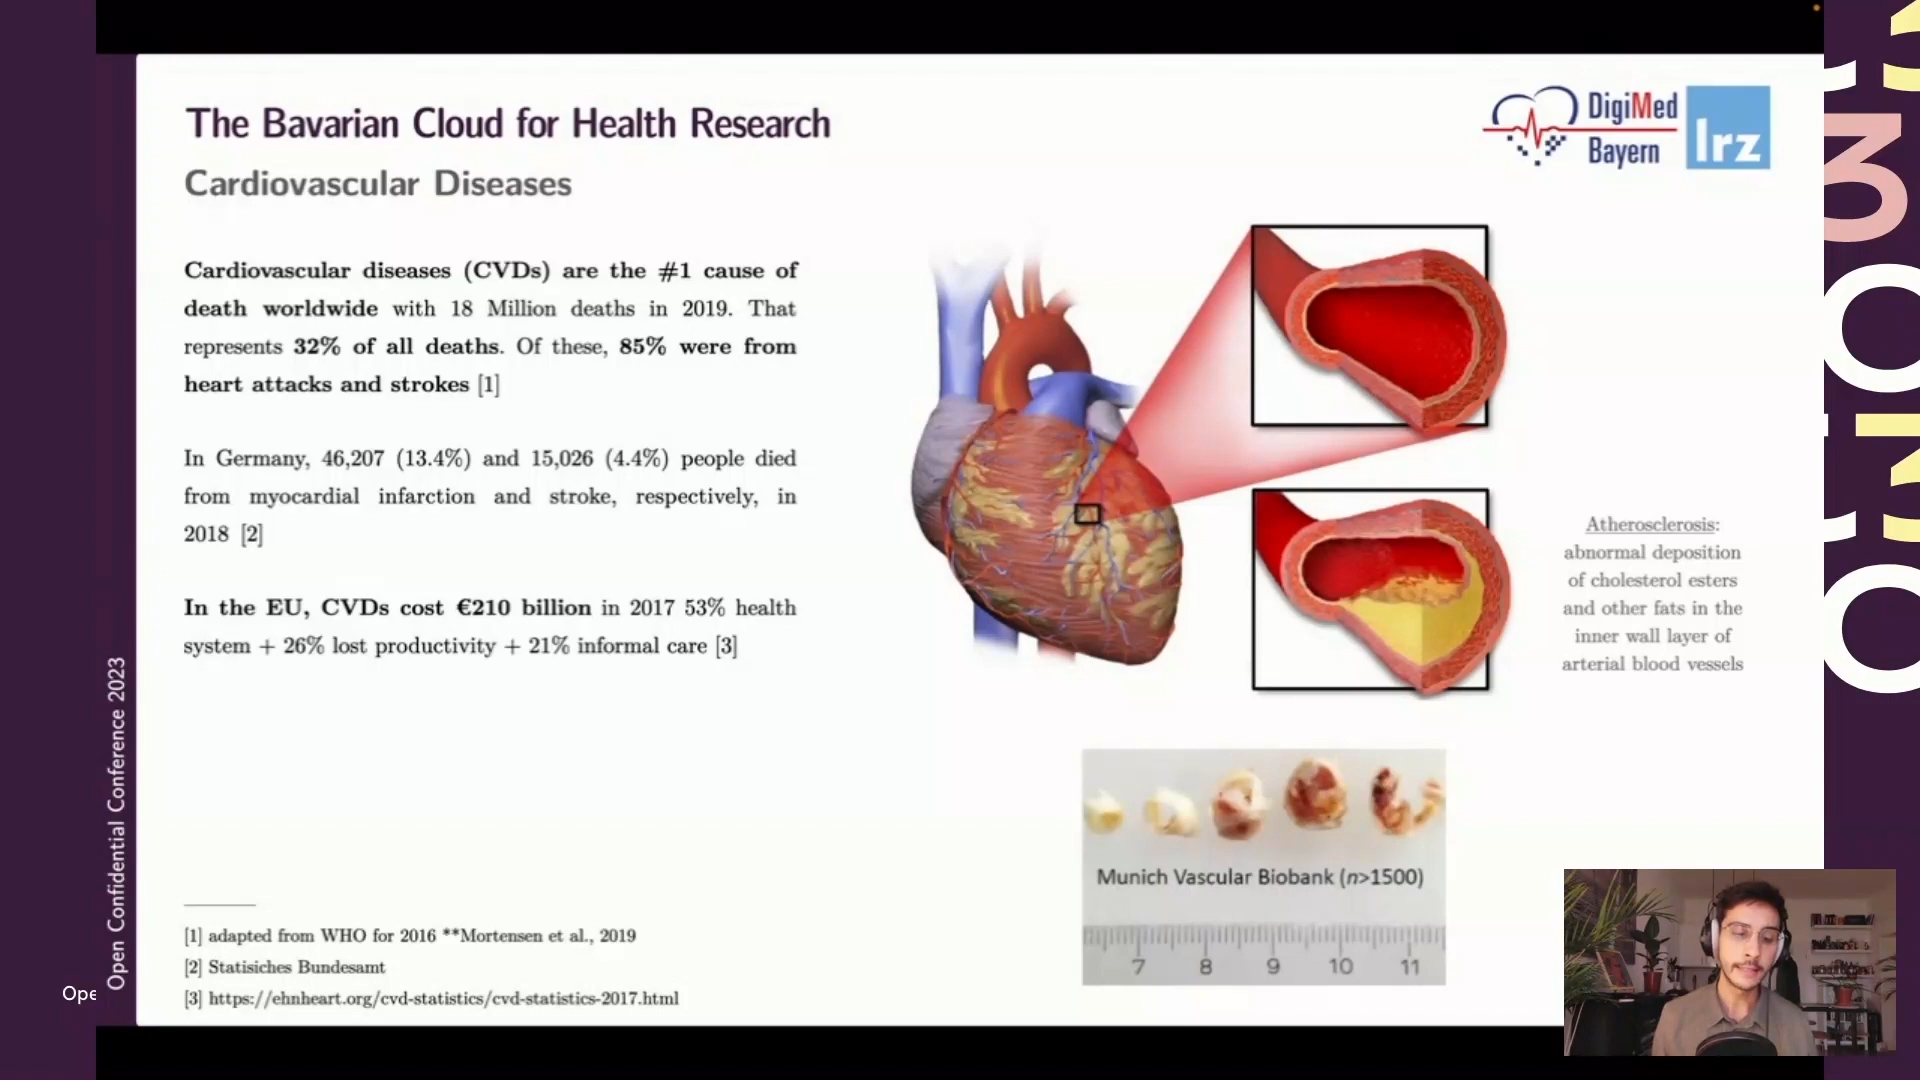 The Bavarian Cloud for Health Research
Cardiovascular Diseases
DigiMed
Bayern
lrz
Cardiovascular diseases (CVDs) are the #1 cause of
death worldwide with 18 Million deaths in 2019. That
represents 32% of all deaths. Of these, 85% were from
heart attacks and strokes [1]
In Germany, 46,207 (13.4%) and 15,026 (4.4%) people died
from myocardial infarction and stroke, respectively, in
2018 [2]
In the EU, CVDs cost €210 billion in 2017 53% health
system + 26% lost productivity + 21% informal care [3]
Atherosclerosis:
abnormal deposition
of cholesterol esters
and other fats in the
inner wall layer of
arterial blood vessels
Munich Vascular Biobank (n>1500)
7 8 9 10 11
[1] adapted from WHO for 2016 **Mortensen et al., 2019
[2] Statisiches Bundesamt
[3] https://ehnheart.org/cvd-statistics/cvd-statistics-2017.html
Open Confidential Conference 2023
Ope